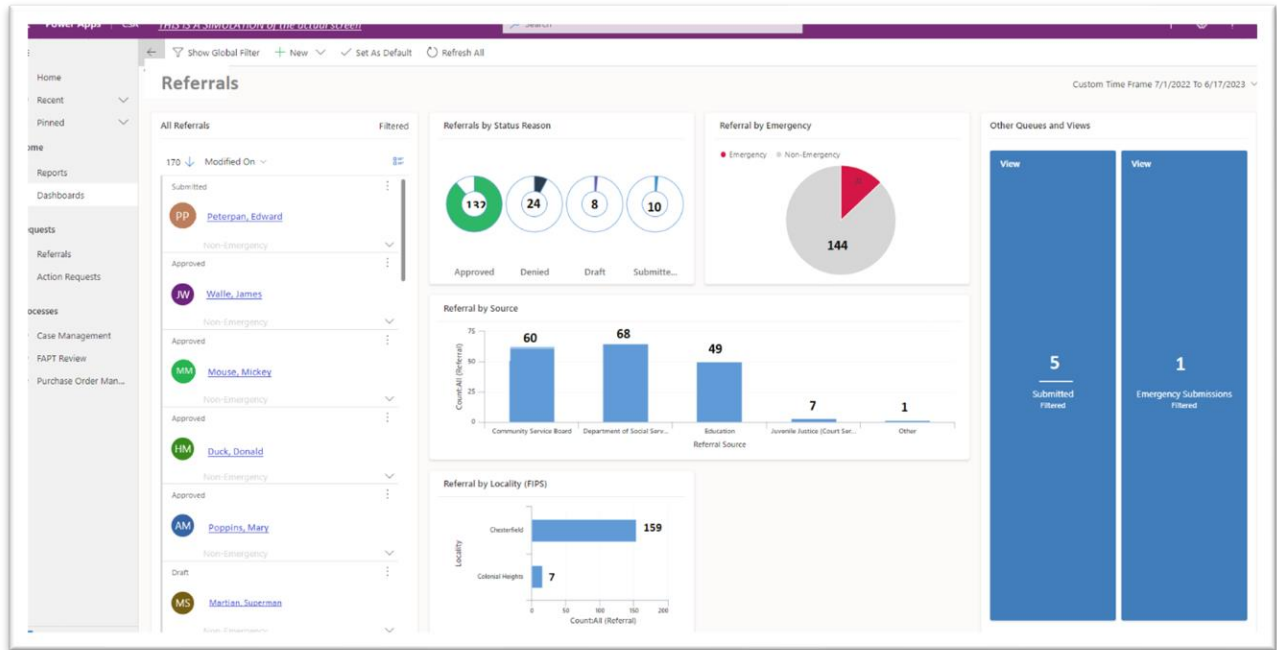 Power Apps
THIS IS A SIMULATION of the actual screen
Search
Show Global Filter
New
Set As Default
Refresh All
Home
Recent
Pinned
ome
Reports
Dashboards
quests
Referrals
Action Requests
ocesses
Case Management
FAPT Review
Purchase Order Man...
Referrals
Custom Time Frame 7/1/2022 To 6/17/2023
All Referrals
Filtered
170
Modified On
Submitted
PP
Peterpan, Edward
Non-Emergency
Approved
JW
Walle, James
Non-Emergency
Approved
MM
Mouse, Mickey
Non-Emergency
Approved
HM
Duck, Donald
Non-Emergency
Approved
AM
Poppins, Mary
Non-Emergency
Draft
MS
Martian, Superman
Non-Emergency
Referrals by Status Reason
132
24
8
10
Approved
Denied
Draft
Submitte...
Referral by Emergency
Emergency
Non-Emergency
144
Referral by Source
Count:All (Referral)
75
50
25
0
60
68
49
7
1
Community Service Board
Department of Social Serv...
Education
Juvenile Justice (Court Ser...
Other
Referral Source
Referral by Locality (FIPS)
Locality
Chesterfield
159
Colonial Heights
7
0
50
100
150
200
Count:All (Referral)
Other Queues and Views
View
5
Submitted
Filtered
View
1
Emergency Submissions
Filtered